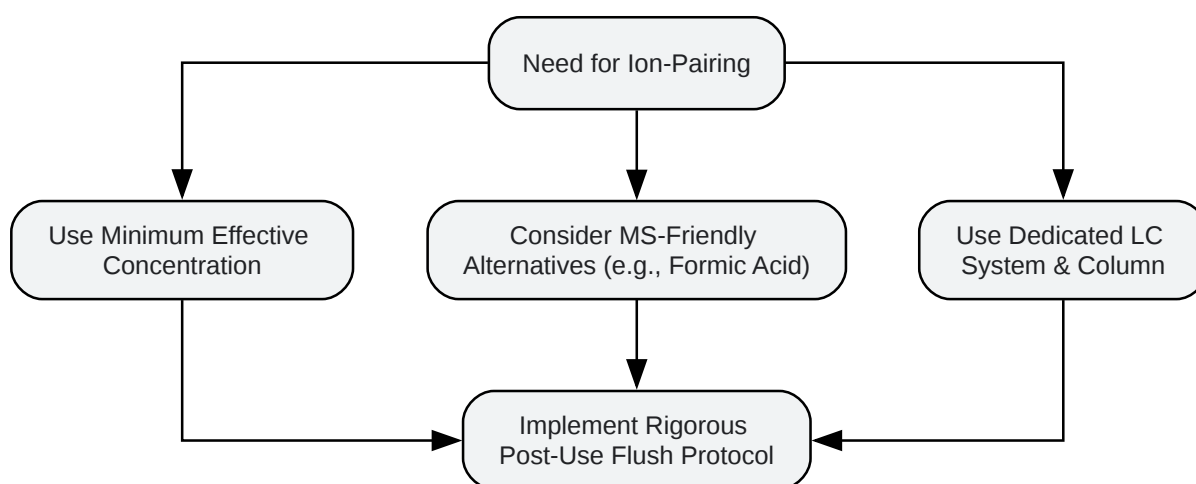 Need for Ion-Pairing
Use Minimum Effective
Concentration
Consider MS-Friendly
Alternatives (e.g., Formic Acid)
Use Dedicated LC
System & Column
Implement Rigorous
Post-Use Flush Protocol